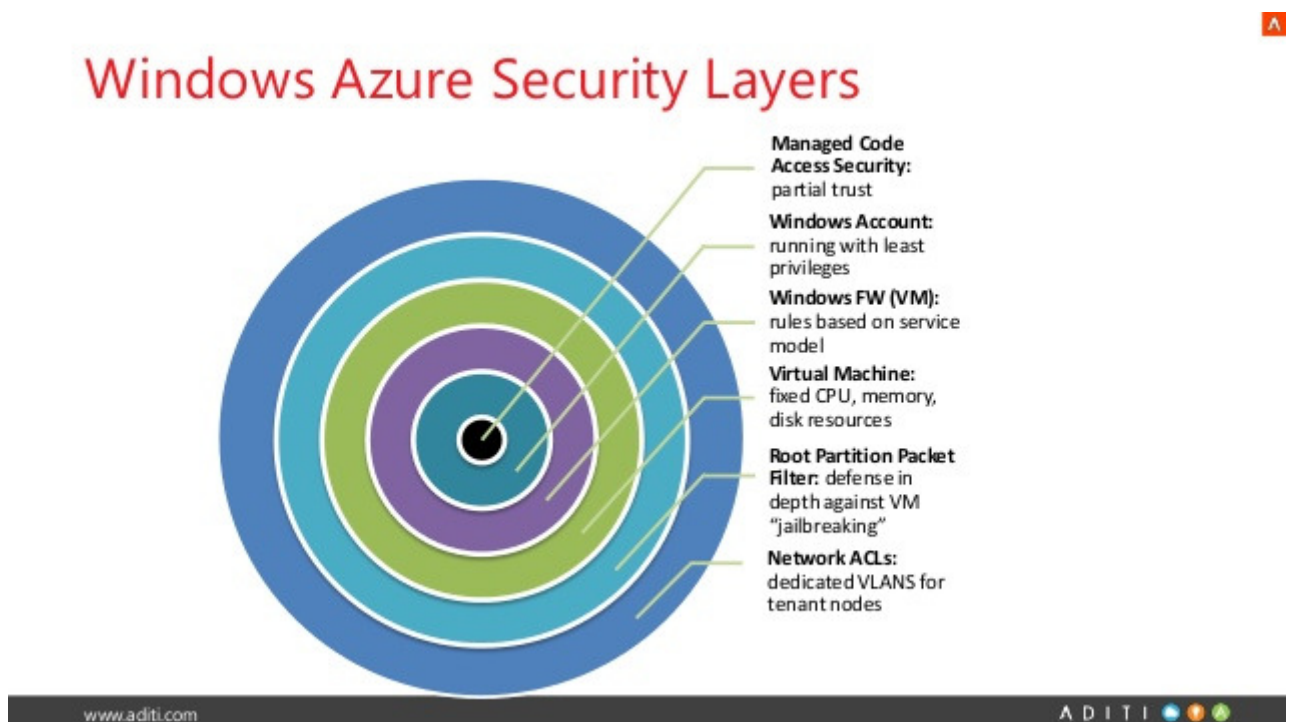 Windows Azure Security Layers
Managed Code
Access Security:
partial trust
Windows Account:
running with least
privileges
Windows FW (VM):
rules based on service
model
Virtual Machine:
fixed CPU, memory,
disk resources
Root Partition Packet
Filter: defense in
depth against VM
“jailbreaking”
Network ACLs:
dedicated VLANS for
tenant nodes
www.aditi.com
ADITI